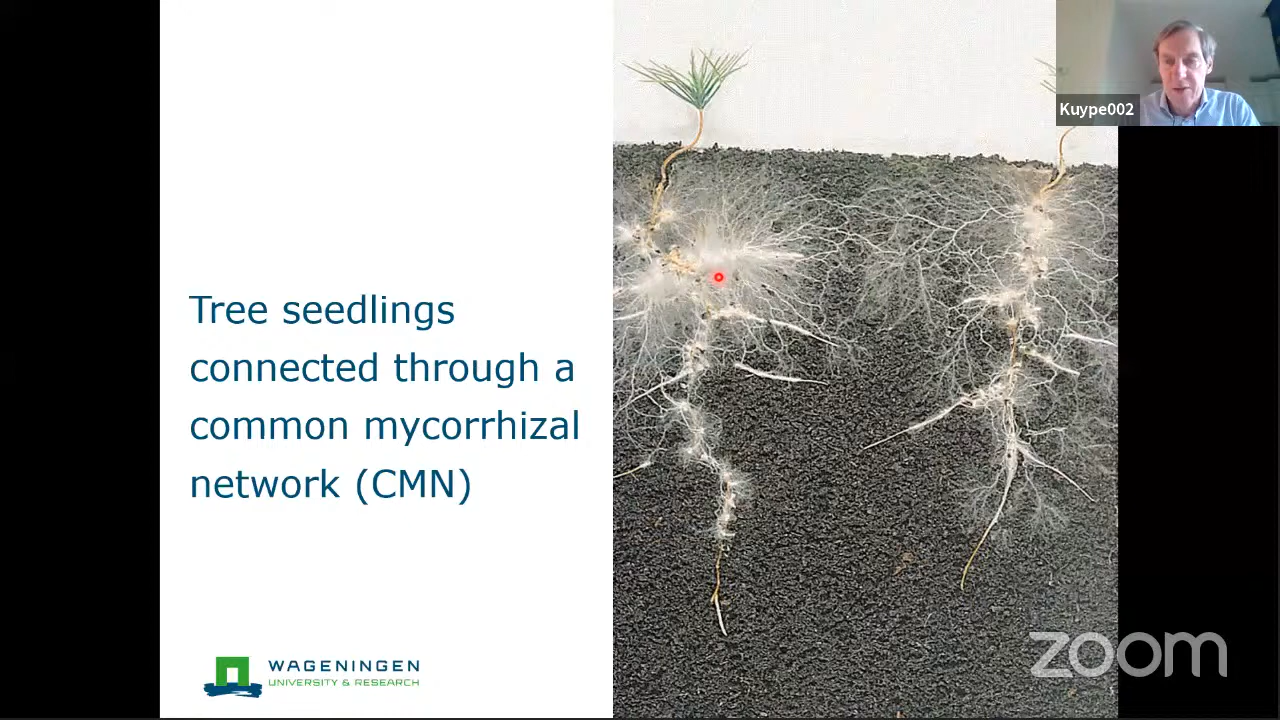 Kuype002
Tree seedlings
connected through a
common mycorrhizal
network (CMN)
WAGENINGEN
UNIVERSITY & RESEARCH
zoom